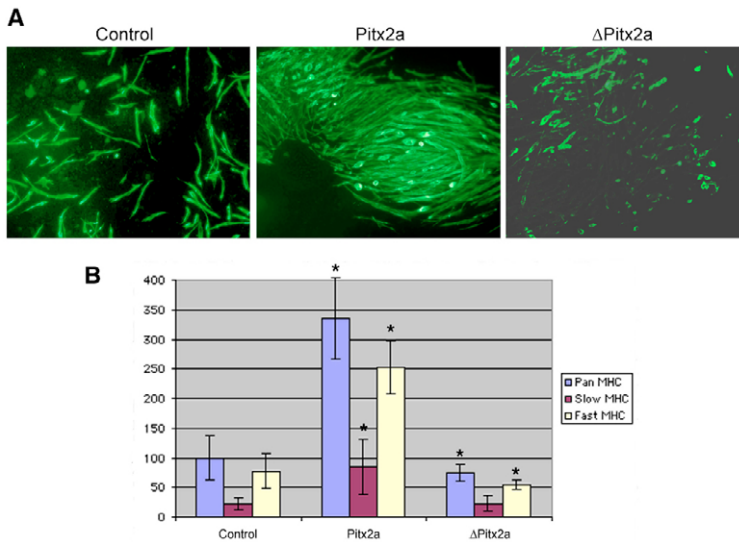 A
Control Pitx2a ΔPitx2a
B
400
350
300
250
200
150
100
50
0
* * * * *
Control Pitx2a ΔPitx2a
Pan MHC
Slow MHC
Fast MHC